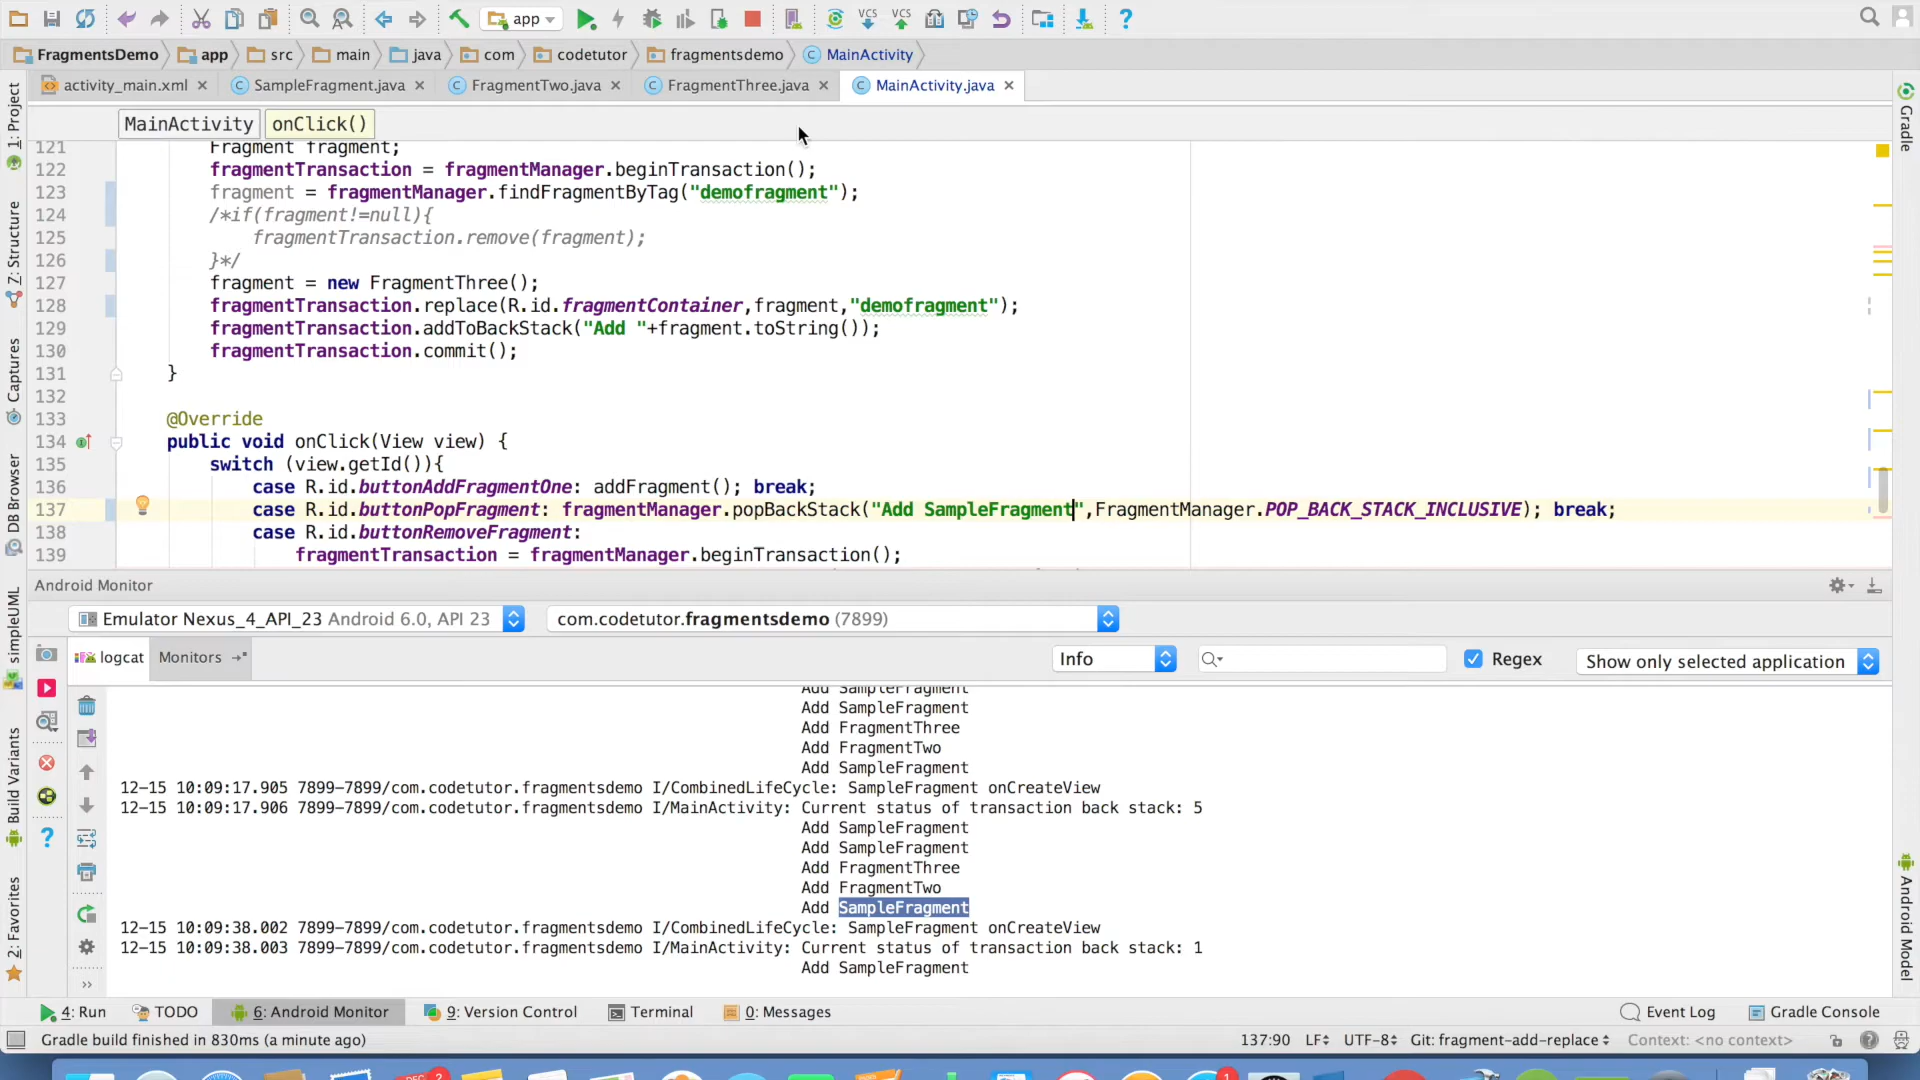 app
VCS
VCS
?
FragmentsDemo
app
src
main
java
com
codetutor
fragmentsdemo
MainActivity
activity_main.xml
SampleFragment.java
FragmentTwo.java
FragmentThree.java
MainActivity.java
MainActivity
onClick()
121 Fragment fragment;
122 fragmentTransaction = fragmentManager.beginTransaction();
123 fragment = fragmentManager.findFragmentByTag("demofragment");
124 /*if(fragment!=null){
125 fragmentTransaction.remove(fragment);
126 }*/
127 fragment = new FragmentThree();
128 fragmentTransaction.replace(R.id.fragmentContainer,fragment,"demofragment");
129 fragmentTransaction.addToBackStack("Add "+fragment.toString());
130 fragmentTransaction.commit();
131 }
132
133 @Override
134 public void onClick(View view) {
135 switch (view.getId()){
136 case R.id.buttonAddFragmentOne: addFragment(); break;
137 case R.id.buttonPopFragment: fragmentManager.popBackStack("Add SampleFragment",FragmentManager.POP_BACK_STACK_INCLUSIVE); break;
138 case R.id.buttonRemoveFragment:
139 fragmentTransaction = fragmentManager.beginTransaction();
1: Project
Z: Structure
Captures
DB Browser
simpleUML
Build Variants
2: Favorites
Gradle
Android Model
Android Monitor
Emulator Nexus_4_API_23 Android 6.0, API 23
com.codetutor.fragmentsdemo (7899)
logcat
Monitors
Info
Regex
Show only selected application
Add SampleFragment
Add SampleFragment
Add FragmentThree
Add FragmentTwo
Add SampleFragment
12-15 10:09:17.905 7899-7899/com.codetutor.fragmentsdemo I/CombinedLifeCycle: SampleFragment onCreateView
12-15 10:09:17.906 7899-7899/com.codetutor.fragmentsdemo I/MainActivity: Current status of transaction back stack: 5
Add SampleFragment
Add SampleFragment
Add FragmentThree
Add FragmentTwo
Add SampleFragment
12-15 10:09:38.002 7899-7899/com.codetutor.fragmentsdemo I/CombinedLifeCycle: SampleFragment onCreateView
12-15 10:09:38.003 7899-7899/com.codetutor.fragmentsdemo I/MainActivity: Current status of transaction back stack: 1
Add SampleFragment
?
>>
4: Run
TODO
6: Android Monitor
9: Version Control
Terminal
0: Messages
Event Log
Gradle Console
Gradle build finished in 830ms (a minute ago)
137:90 LF UTF-8 Git: fragment-add-replace Context: <no context>
DEC 2
1